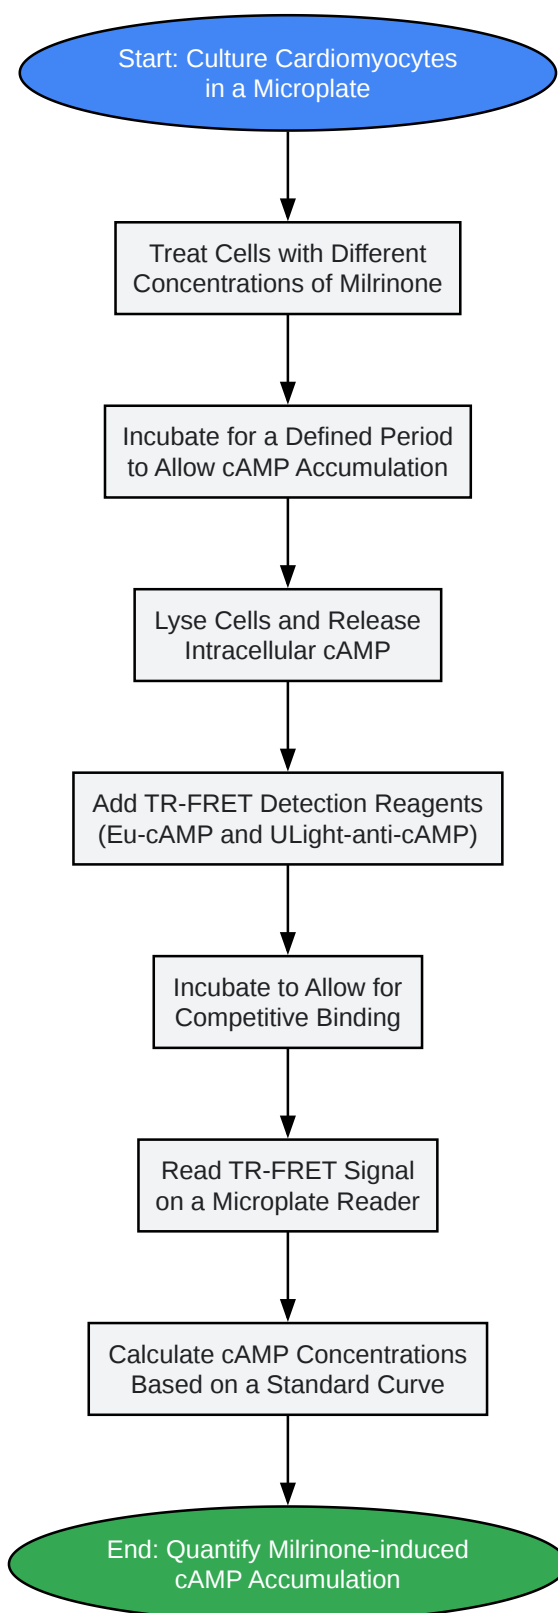 Start: Culture Cardiomyocytes
in a Microplate
Treat Cells with Different
Concentrations of Milrinone
Incubate for a Defined Period
to Allow cAMP Accumulation
Lyse Cells and Release
Intracellular cAMP
Add TR-FRET Detection Reagents
(Eu-cAMP and ULight-anti-cAMP)
Incubate to Allow for
Competitive Binding
Read TR-FRET Signal
on a Microplate Reader
Calculate cAMP Concentrations
Based on a Standard Curve
End: Quantify Milrinone-induced
cAMP Accumulation